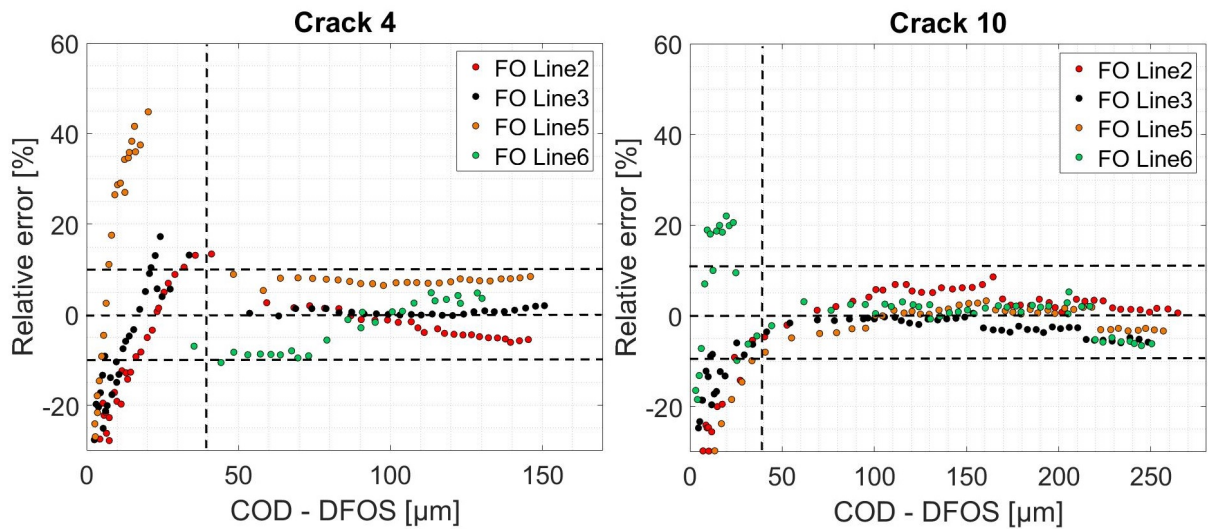 Crack 4
Relative error [%]
60
40
20
0
-20
FO Line2
FO Line3
FO Line5
FO Line6
0
50
100
150
COD - DFOS [µm]
Crack 10
Relative error [%]
60
40
20
0
-20
FO Line2
FO Line3
FO Line5
FO Line6
0
50
100
150
200
250
COD - DFOS [µm]